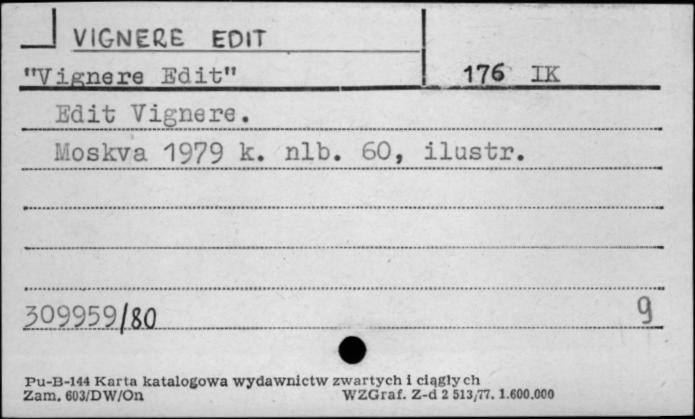 VIGNERE EDIT
"Vignere Edit" 176 IK
Edit Vignere.
Moskva 1979 k. nlb. 60, ilustr.
309959/80 9
Pu-B-144 Karta katalogowa wydawnictw zwartych i ciągłych
Zam. 603/DW/On WZGraf. Z-d 2 513/77. 1.600.000